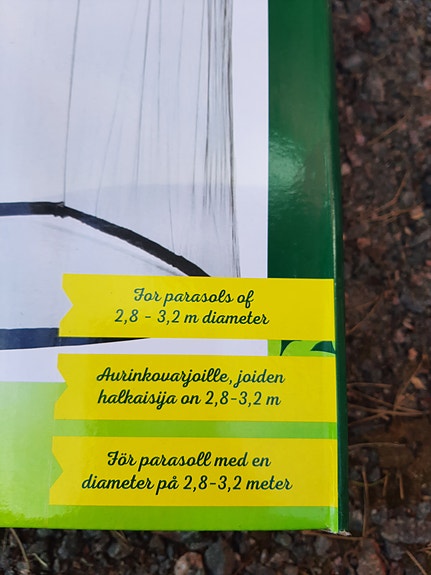 For parasols of
2,8 - 3,2 m diameter
Aurinkovarjoille, joiden
halkaisija on 2,8-3,2 m
För parasoll med en
diameter på 2,8-3,2 meter